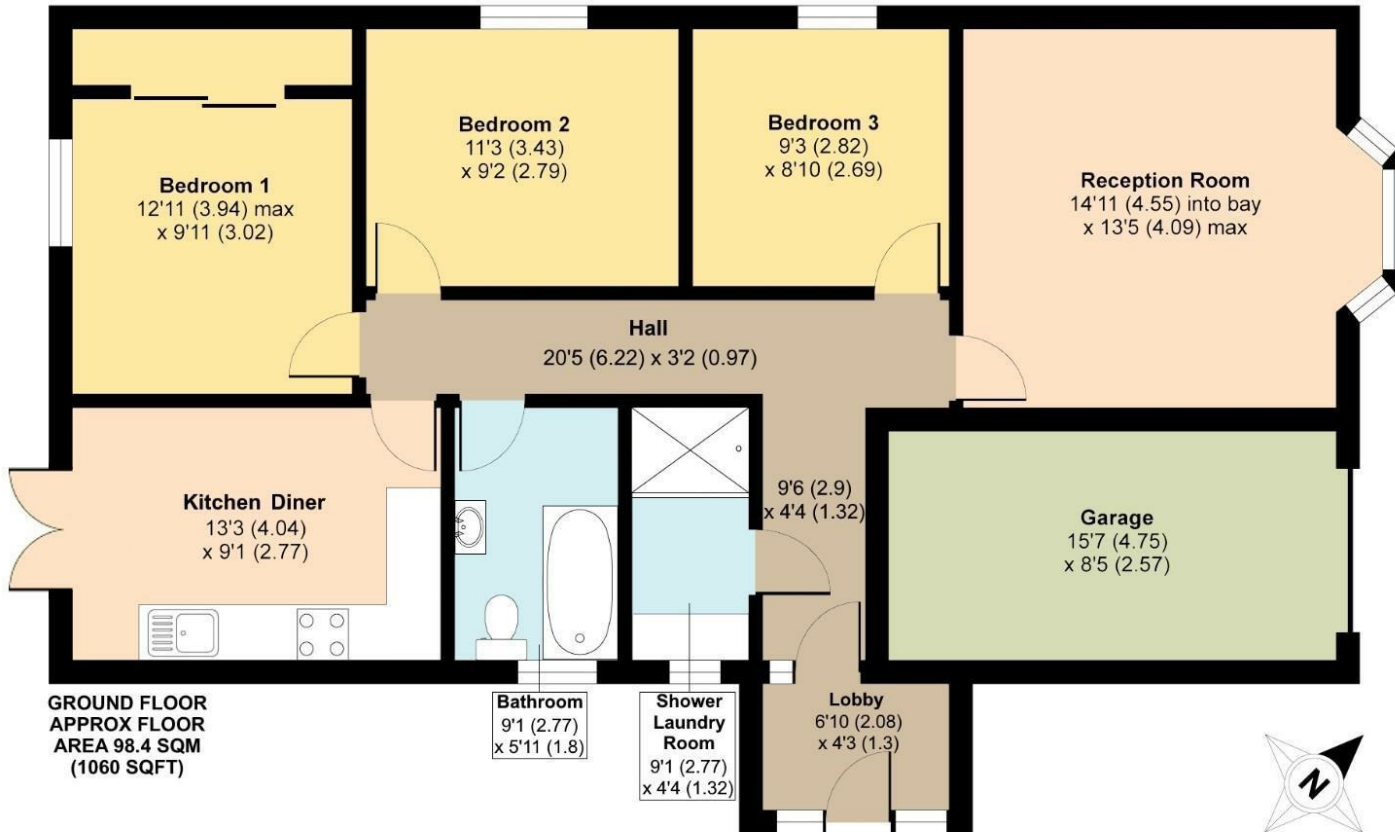 Bedroom 1
12'11 (3.94) max
x 9'11 (3.02)
Bedroom 2
11'3 (3.43)
x 9'2 (2.79)
Bedroom 3
9'3 (2.82)
x 8'10 (2.69)
Reception Room
14'11 (4.55) into bay
x 13'5 (4.09) max
Hall
20'5 (6.22) x 3'2 (0.97)
Kitchen Diner
13'3 (4.04)
x 9'1 (2.77)
9'6 (2.9)
x 4'4 (1.32)
Garage
15'7 (4.75)
x 8'5 (2.57)
GROUND FLOOR
APPROX FLOOR
AREA 98.4 SQM
(1060 SQFT)
Bathroom
9'1 (2.77)
x 5'11 (1.8)
Shower
Laundry
Room
9'1 (2.77)
x 4'4 (1.32)
Lobby
6'10 (2.08)
x 4'3 (1.3)
N